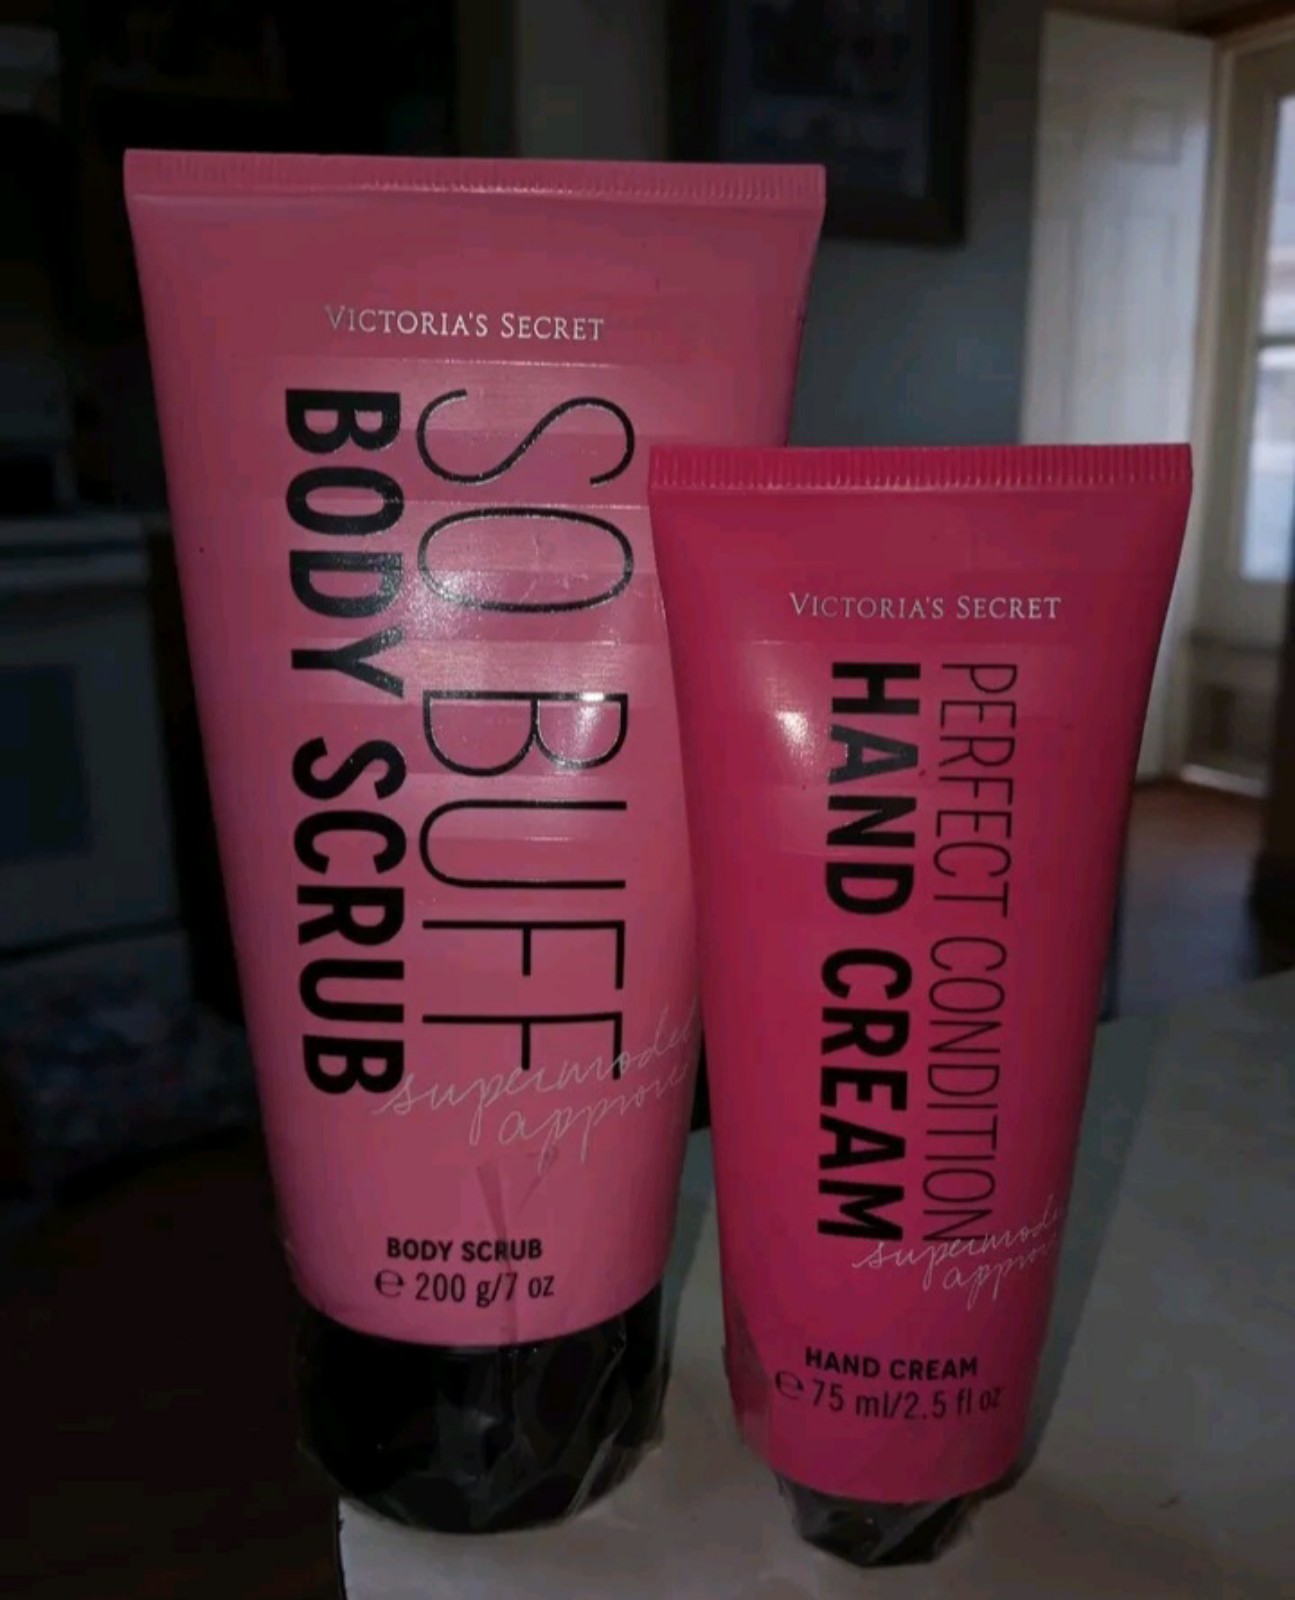 VICTORIA'S SECRET
SO BUFF
BODY SCRUB
supermodel
BODY SCRUB
℮ 200 g/7 oz
VICTORIA'S SECRET
PERFECT CONDITION
HAND CREAM
HAND CREAM
℮ 75 ml/2.5 fl oz